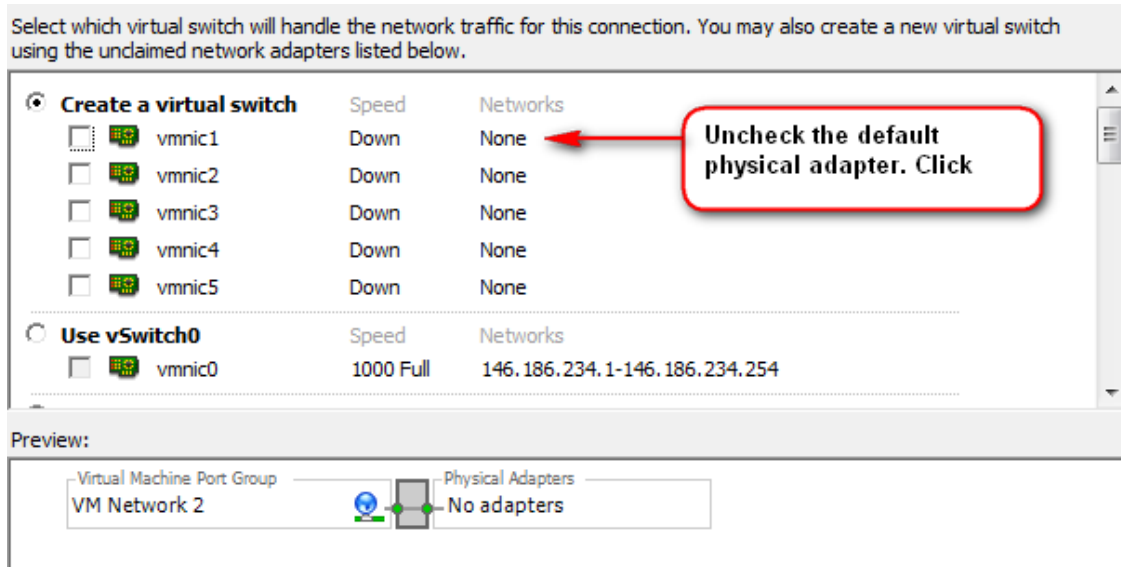 Select which virtual switch will handle the network traffic for this connection. You may also create a new virtual switch
using the unclaimed network adapters listed below.
Create a virtual switch Speed Networks
vmnic1 Down None
Uncheck the default
physical adapter. Click
vmnic2 Down None
vmnic3 Down None
vmnic4 Down None
vmnic5 Down None
Use vSwitch0 Speed Networks
vmnic0 1000 Full 146.186.234.1-146.186.234.254
Preview:
Virtual Machine Port Group Physical Adapters
VM Network 2 No adapters